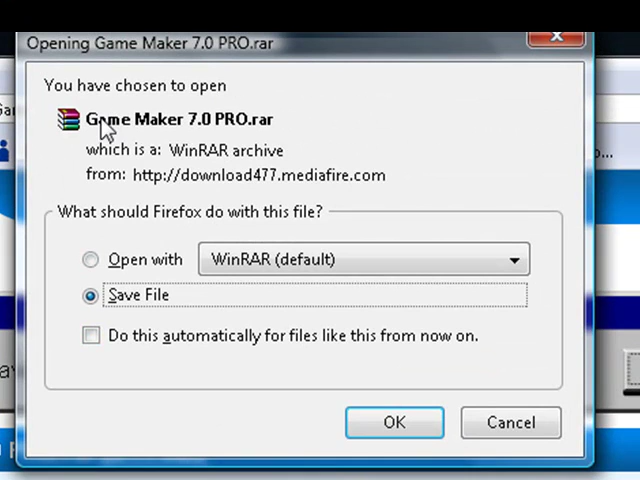 Opening Game Maker 7.0 PRO.rar
You have chosen to open
Game Maker 7.0 PRO.rar
which is a: WinRAR archive
from: http://download477.mediafire.com
What should Firefox do with this file?
Open with WinRAR (default)
Save File
Do this automatically for files like this from now on.
OK Cancel